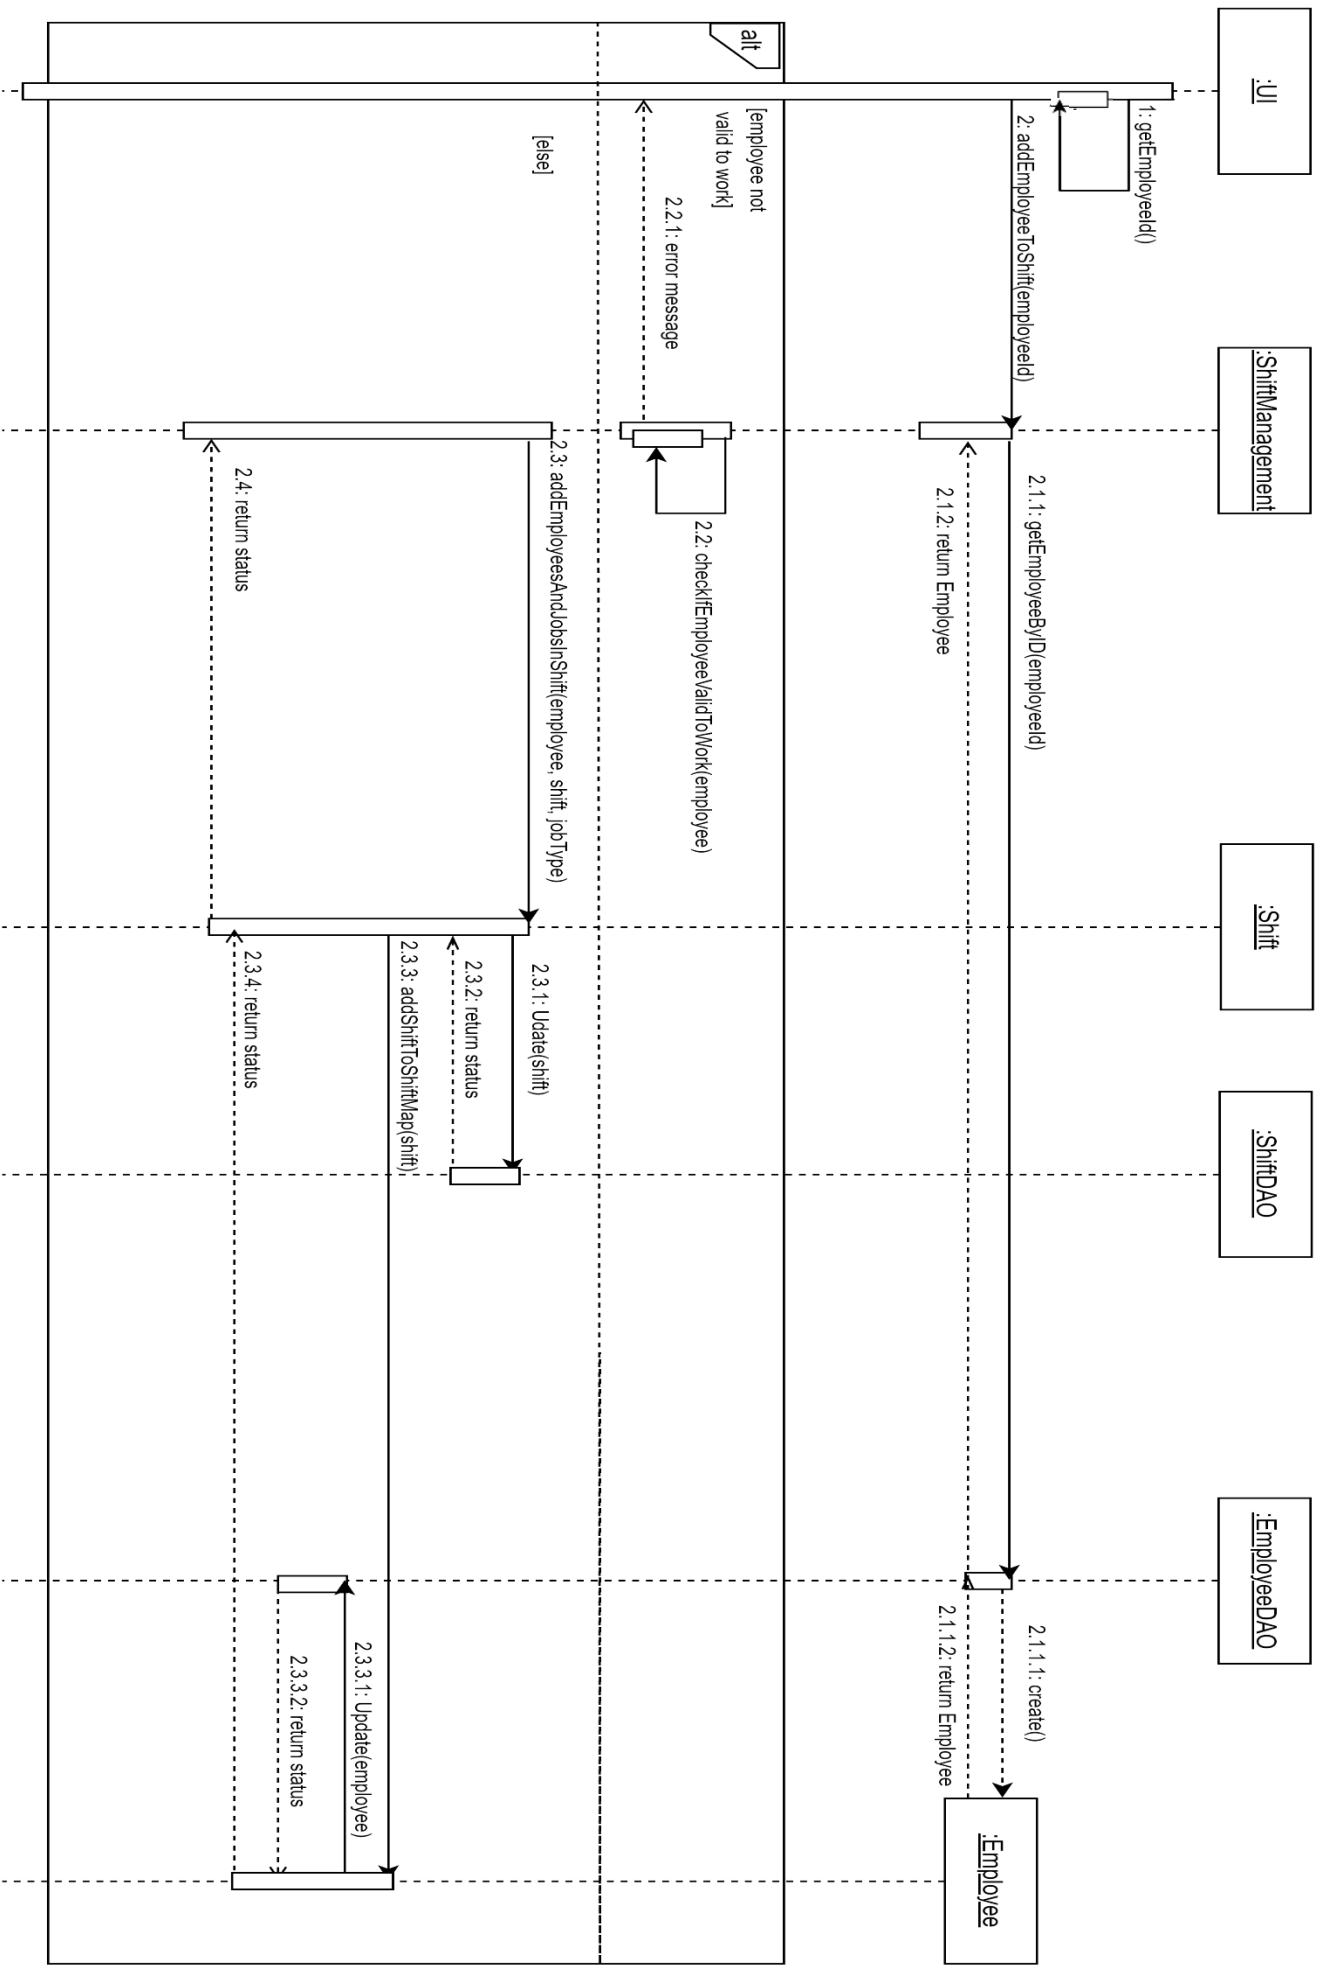 :UI
:ShiftManagement
:Shift
:ShiftDAO
:EmployeeDAO
1: getEmployeeId()
2: addEmployeeToShift(employeeId)
2.1.1: getEmployeeByID(employeeId)
2.1.1.1: create()
:Employee
2.1.1.2: return Employee
2.1.2: return Employee
alt
[employee not
valid to work]
2.2: checkIfEmployeeValidToWork(employee)
2.2.1: error message
[else]
2.3: addEmployeesAndJobsInShift(employee, shift, jobType)
2.3.1: Udate(shift)
2.3.2: return status
2.3.3: addShiftToShiftMap(shift)
2.3.3.1: Update(employee)
2.3.3.2: return status
2.3.4: return status
2.4: return status